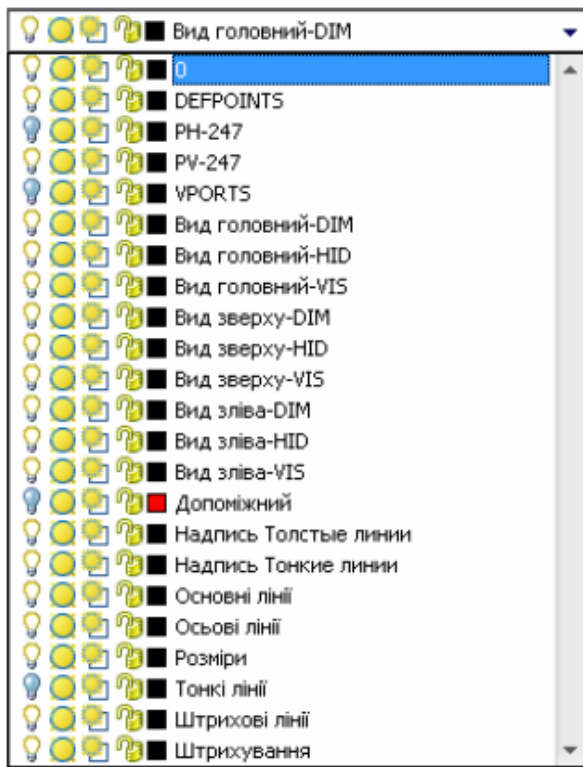 Вид головний-DIM
0
DEFPOINTS
PH-247
PV-247
VPORTS
Вид головний-DIM
Вид головний-HID
Вид головний-VIS
Вид зверху-DIM
Вид зверху-HID
Вид зверху-VIS
Вид зліва-DIM
Вид зліва-HID
Вид зліва-VIS
Допоміжний
Надпись Толстые линии
Надпись Тонкие линии
Основні лінії
Осьові лінії
Розміри
Тонкі лінії
Штрихові лінії
Штрихування